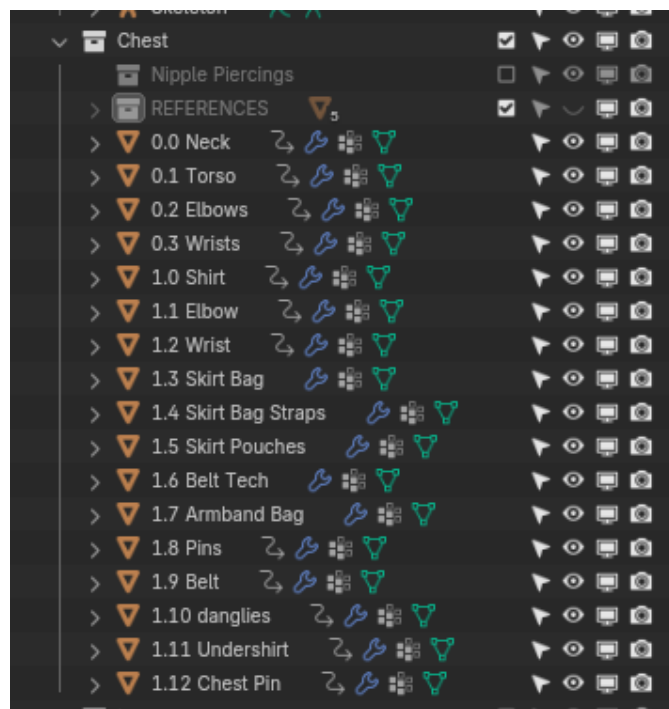 Skeleton
Chest
Nipple Piercings
REFERENCES 5
0.0 Neck
0.1 Torso
0.2 Elbows
0.3 Wrists
1.0 Shirt
1.1 Elbow
1.2 Wrist
1.3 Skirt Bag
1.4 Skirt Bag Straps
1.5 Skirt Pouches
1.6 Belt Tech
1.7 Armband Bag
1.8 Pins
1.9 Belt
1.10 danglies
1.11 Undershirt
1.12 Chest Pin